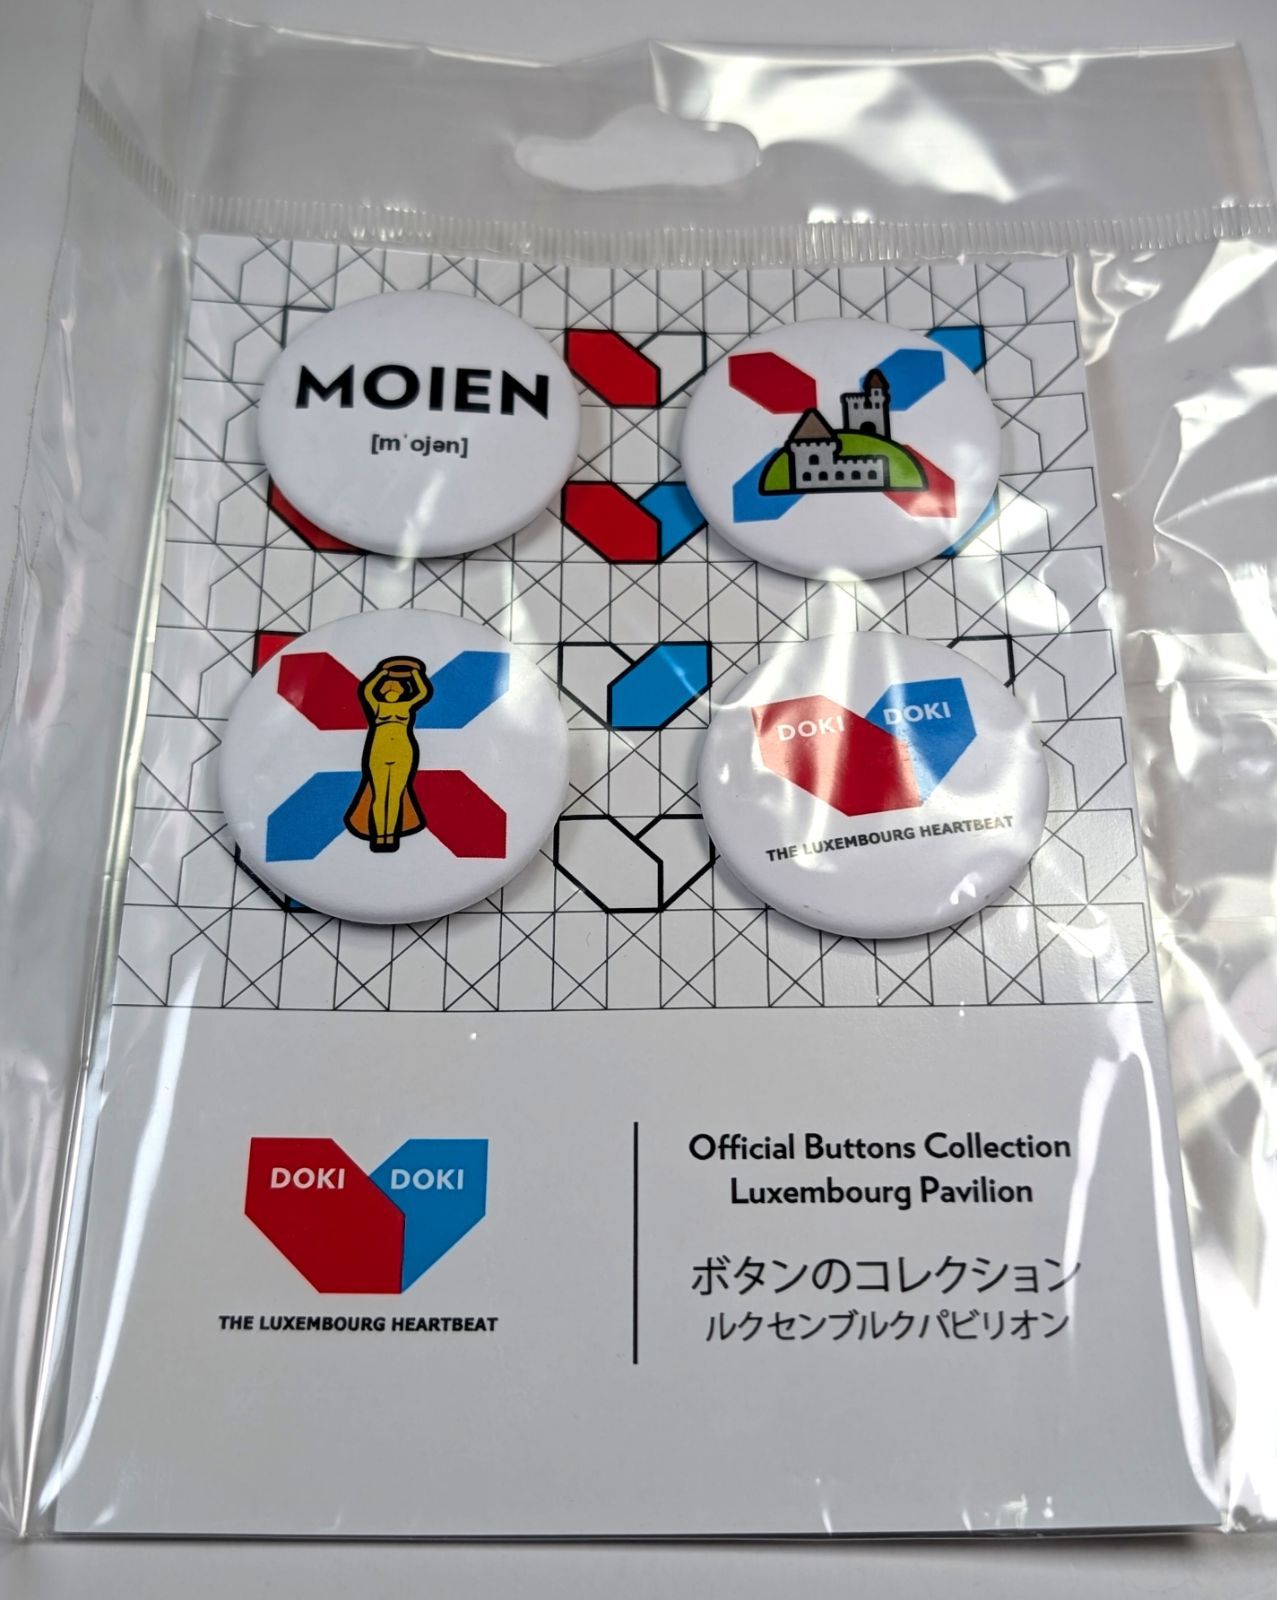 MOIEN
[mˈojən]
DOKI DOKI
THE LUXEMBOURG HEARTBEAT
DOKI DOKI
THE LUXEMBOURG HEARTBEAT
Official Buttons Collection
Luxembourg Pavilion
ボタンのコレクション
ルクセンブルクパビリオン